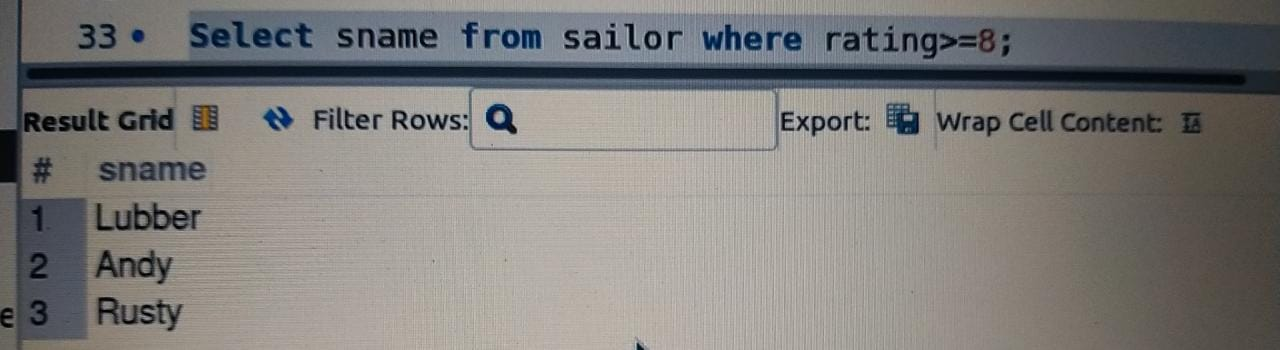 33 Select sname from sailor where rating>=8;
Result Grid Filter Rows: Export: Wrap Cell Content:
# sname
1 Lubber
2 Andy
e 3 Rusty